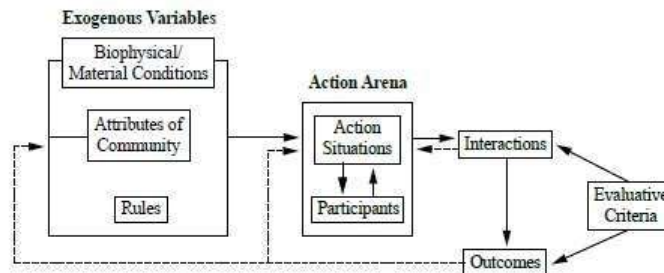 Exogenous Variables
Biophysical/
Material Conditions
Attributes of
Community
Rules
Action Arena
Action
Situations
Participants
Interactions
Evaluative
Criteria
Outcomes